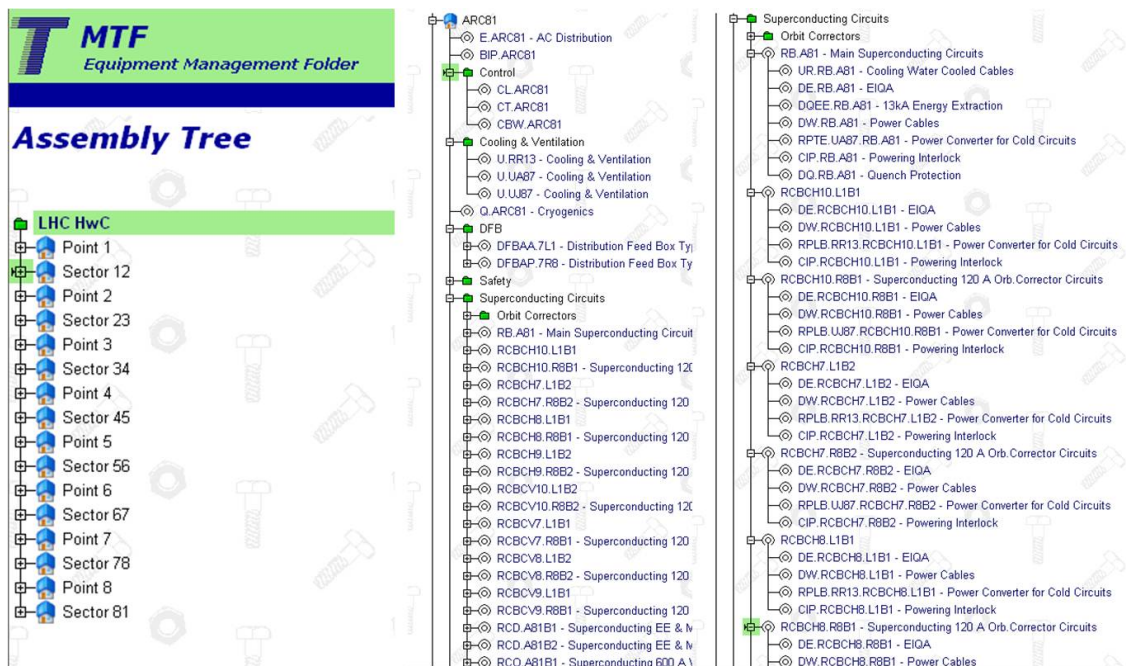 MTF
Equipment Management Folder
Assembly Tree
LHC HwC
Point 1
Sector 12
Point 2
Sector 23
Point 3
Sector 34
Point 4
Sector 45
Point 5
Sector 56
Point 6
Sector 67
Point 7
Sector 78
Point 8
Sector 81
ARC81
E.ARC81 - AC Distribution
BIP.ARC81
Control
CL.ARC81
CT.ARC81
CBW.ARC81
Cooling & Ventilation
U.RR13 - Cooling & Ventilation
U.UA87 - Cooling & Ventilation
U.UJ87 - Cooling & Ventilation
Q.ARC81 - Cryogenics
DFB
DFBAA.7L1 - Distribution Feed Box Ty
DFBAP.7R8 - Distribution Feed Box Ty
Safety
Superconducting Circuits
Orbit Correctors
RB.A81 - Main Superconducting Circuit
RCBCH10.L1B1
RCBCH10.R8B1 - Superconducting 120
RCBCH7.L1B2
RCBCH7.R8B2 - Superconducting 120
RCBCH8.L1B1
RCBCH8.R8B1 - Superconducting 120
RCBCH9.L1B2
RCBCH9.R8B2 - Superconducting 120
RCBCV10.L1B2
RCBCV10.R8B2 - Superconducting 120
RCBCV7.L1B1
RCBCV7.R8B1 - Superconducting 120
RCBCV8.L1B2
RCBCV8.R8B2 - Superconducting 120
RCBCV9.L1B1
RCBCV9.R8B1 - Superconducting 120
RCD.A81B1 - Superconducting EE & M
RCD.A81B2 - Superconducting EE & M
RCO.A81B1 - Superconducting 600 A
Superconducting Circuits
Orbit Correctors
RB.A81 - Main Superconducting Circuits
UR.RB.A81 - Cooling Water Cooled Cables
DE.RB.A81 - ElQA
DQEE.RB.A81 - 13kA Energy Extraction
DW.RB.A81 - Power Cables
RPTE.UA87.RB.A81 - Power Converter for Cold Circuits
CIP.RB.A81 - Powering Interlock
DQ.RB.A81 - Quench Protection
RCBCH10.L1B1
DE.RCBCH10.L1B1 - ElQA
DW.RCBCH10.L1B1 - Power Cables
RPLB.RR13.RCBCH10.L1B1 - Power Converter for Cold Circuits
CIP.RCBCH10.L1B1 - Powering Interlock
RCBCH10.R8B1 - Superconducting 120 A Orb.Corrector Circuits
DE.RCBCH10.R8B1 - ElQA
DW.RCBCH10.R8B1 - Power Cables
RPLB.UJ87.RCBCH10.R8B1 - Power Converter for Cold Circuits
CIP.RCBCH10.R8B1 - Powering Interlock
RCBCH7.L1B2
DE.RCBCH7.L1B2 - ElQA
DW.RCBCH7.L1B2 - Power Cables
RPLB.RR13.RCBCH7.L1B2 - Power Converter for Cold Circuits
CIP.RCBCH7.L1B2 - Powering Interlock
RCBCH7.R8B2 - Superconducting 120 A Orb.Corrector Circuits
DE.RCBCH7.R8B2 - ElQA
DW.RCBCH7.R8B2 - Power Cables
RPLB.UJ87.RCBCH7.R8B2 - Power Converter for Cold Circuits
CIP.RCBCH7.R8B2 - Powering Interlock
RCBCH8.L1B1
DE.RCBCH8.L1B1 - ElQA
DW.RCBCH8.L1B1 - Power Cables
RPLB.RR13.RCBCH8.L1B1 - Power Converter for Cold Circuits
CIP.RCBCH8.L1B1 - Powering Interlock
RCBCH8.R8B1 - Superconducting 120 A Orb.Corrector Circuits
DE.RCBCH8.R8B1 - ElQA
DW.RCBCH8.R8B1 - Power Cables